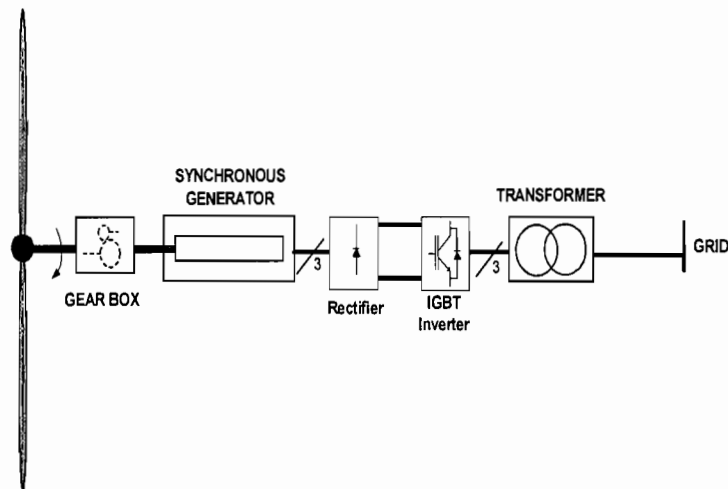 SYNCHRONOUS
GENERATOR
TRANSFORMER
GRID
3
3
GEAR BOX
Rectifier
IGBT
Inverter